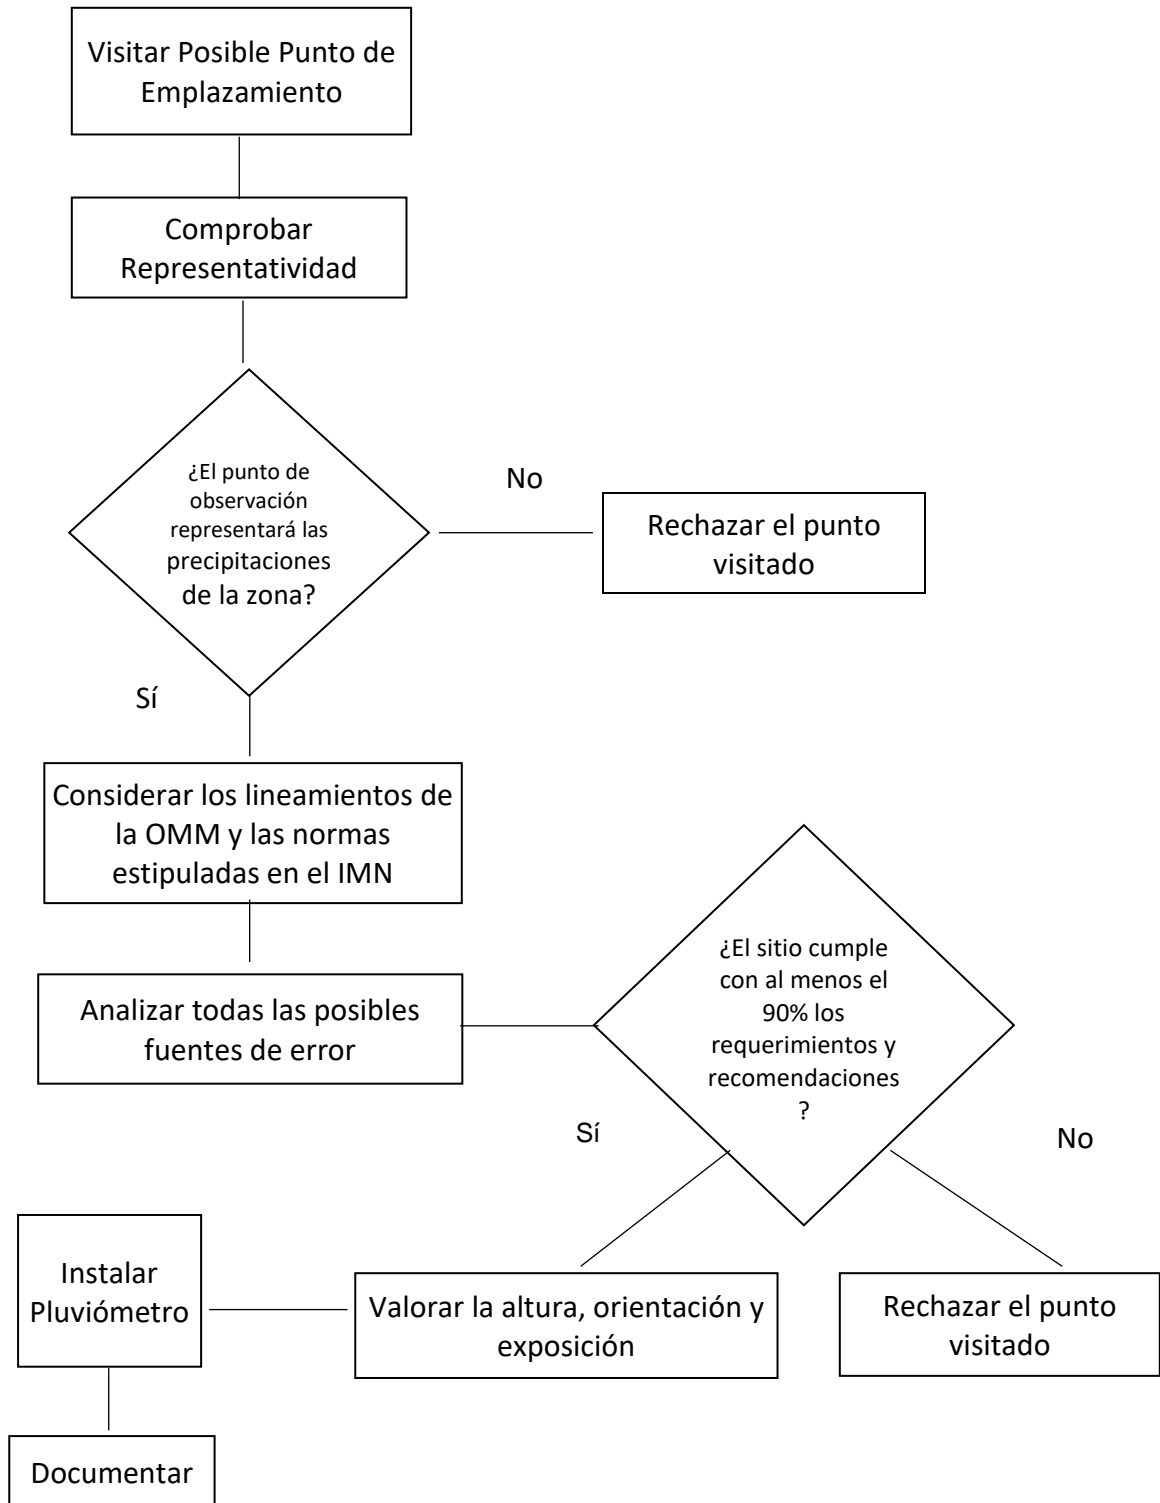 Visitar Posible Punto de
Emplazamiento
Comprobar
Representatividad
¿El punto de
observación
representará las
precipitaciones
de la zona?
No
Rechazar el punto
visitado
Sí
Considerar los lineamientos de
la OMM y las normas
estipuladas en el IMN
Analizar todas las posibles
fuentes de error
¿El sitio cumple
con al menos el
90% los
requerimientos y
recomendaciones
?
Sí
No
Instalar
Pluviómetro
Valorar la altura, orientación y
exposición
Rechazar el punto
visitado
Documentar